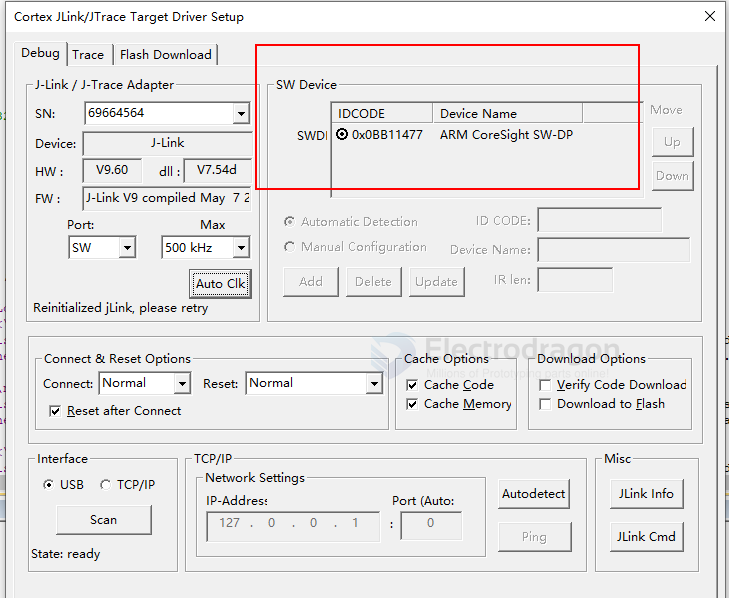 Cortex JLink/JTrace Target Driver Setup
Debug Trace Flash Download
J-Link / J-Trace Adapter
SN: 69664564
Device: J-Link
HW : V9.60 dll : V7.54d
FW : J-Link V9 compiled May 7 2
Port: Max
SW 500 kHz
Auto Clk
Reinitialized jLink, please retry
SW Device
IDCODE Device Name
SWDI 0x0BB11477 ARM CoreSight SW-DP
Move
Up
Down
Automatic Detection ID CODE:
Manual Configuration Device Name:
Add Delete Update IR len:
Electrodragon
Millions of Prototyping parts online!
Connect & Reset Options
Connect: Normal Reset: Normal
Reset after Connect
Cache Options
Cache Code
Cache Memory
Download Options
Verify Code Download
Download to Flash
Interface
USB TCP/IP
Scan
State: ready
TCP/IP
Network Settings
IP-Address Port (Auto:
127 . 0 . 0 . 1 : 0
Autodetect
Ping
Misc
JLink Info
JLink Cmd